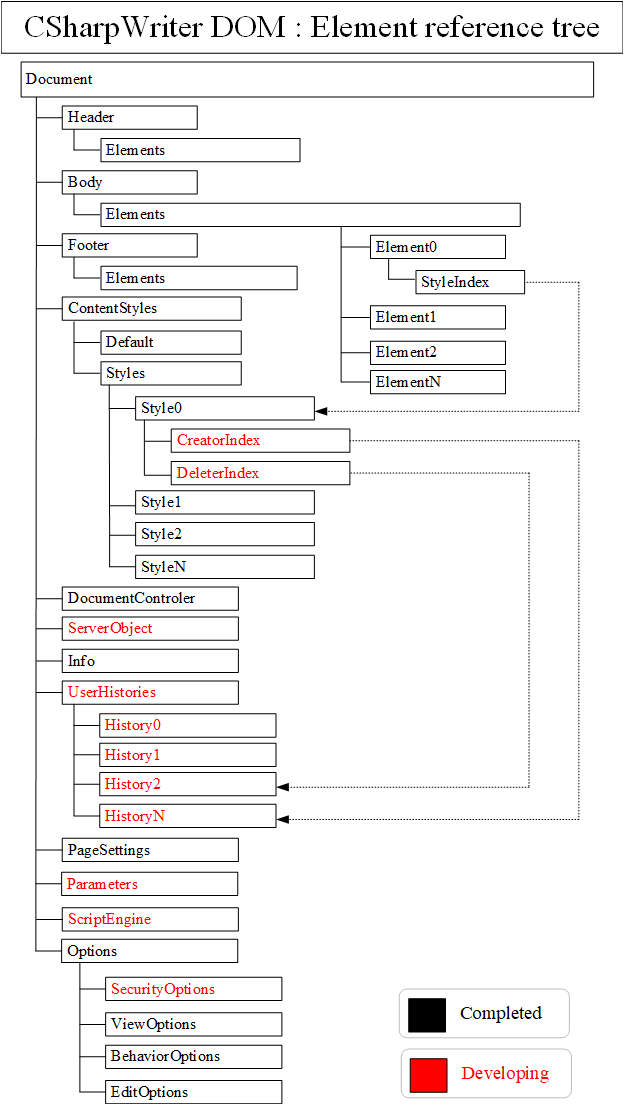 CSharpWriter DOM : Element reference tree
Document
Header
Elements
Body
Elements
Element0
StyleIndex
Element1
Element2
ElementN
Footer
Elements
ContentStyles
Default
Styles
Style0
CreatorIndex
DeleterIndex
Style1
Style2
StyleN
DocumentControler
ServerObject
Info
UserHistories
History0
History1
History2
HistoryN
PageSettings
Parameters
ScriptEngine
Options
SecurityOptions
ViewOptions
BehaviorOptions
EditOptions
Completed
Developing